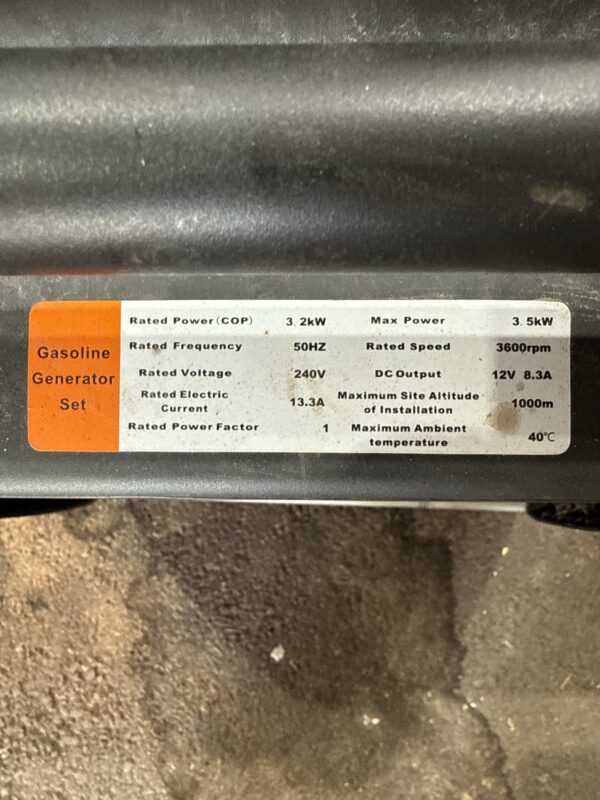 Gasoline
Generator
Set
Rated Power(COP) 3.2kW Max Power 3.5kW
Rated Frequency 50HZ Rated Speed 3600rpm
Rated Voltage 240V DC Output 12V 8.3A
Rated Electric
Current 13.3A Maximum Site Altitude
of Installation 1000m
Rated Power Factor 1 Maximum Ambient
temperature 40℃